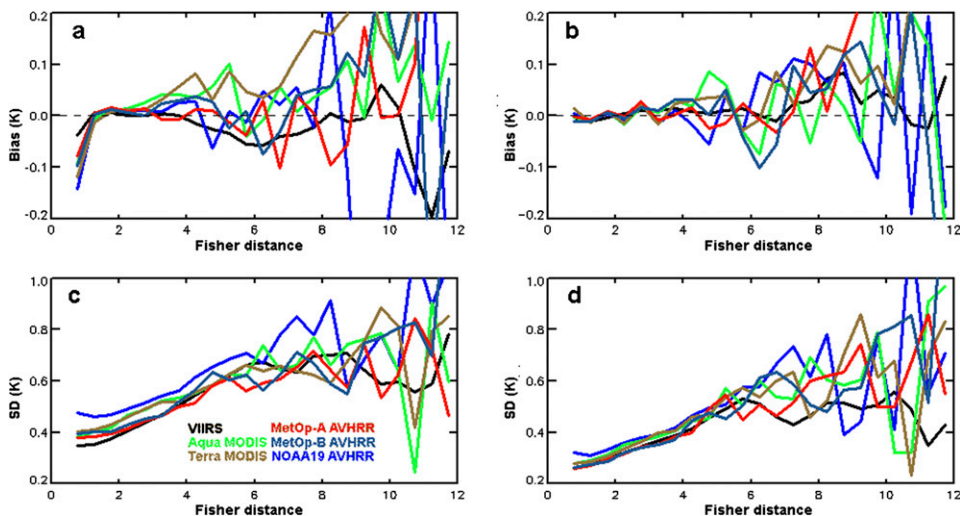 a
0.2
0.1
0.0
-0.1
-0.2
Bias (K)
0 2 4 6 8 10 12
Fisher distance
b
0.2
0.1
0.0
-0.1
-0.2
Bias (K)
0 2 4 6 8 10 12
Fisher distance
c
1.0
0.8
0.6
0.4
0.2
SD (K)
VIIRS MetOp-A AVHRR
Aqua MODIS MetOp-B AVHRR
Terra MODIS NOAA19 AVHRR
0 2 4 6 8 10 12
Fisher distance
d
1.0
0.8
0.6
0.4
0.2
SD (K)
0 2 4 6 8 10 12
Fisher distance